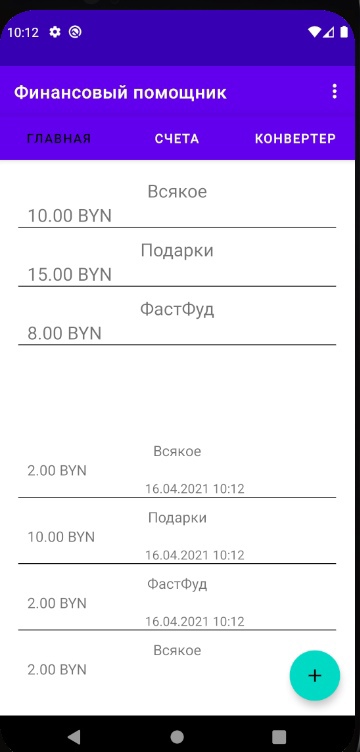 10:12
Финансовый помощник
ГЛАВНАЯ СЧЕТА КОНВЕРТЕР
Всякое
10.00 BYN
Подарки
15.00 BYN
ФастФуд
8.00 BYN
Всякое
2.00 BYN
16.04.2021 10:12
Подарки
10.00 BYN
16.04.2021 10:12
ФастФуд
2.00 BYN
16.04.2021 10:12
Всякое
2.00 BYN
+